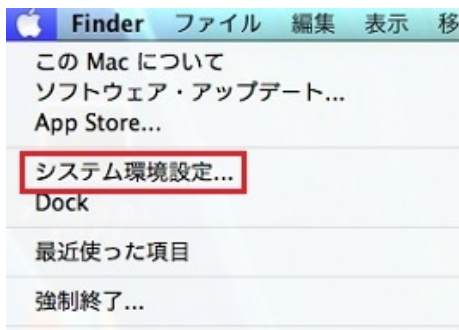 Finder ファイル 編集 表示 移
この Mac について
ソフトウェア・アップデート...
App Store...
システム環境設定...
Dock
最近使った項目
強制終了...